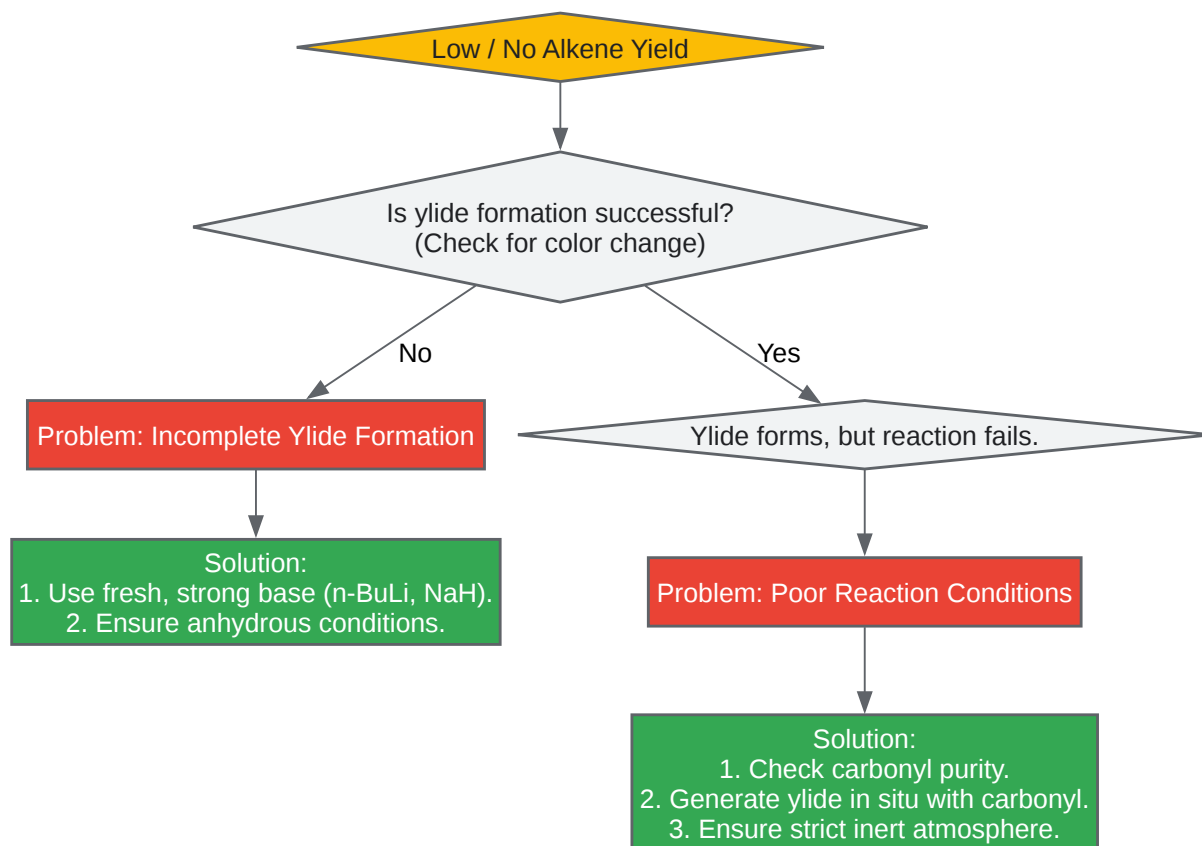 Low / No Alkene Yield
Is ylide formation successful?
(Check for color change)
No
Yes
Problem: Incomplete Ylide Formation
Ylide forms, but reaction fails.
Solution:
1. Use fresh, strong base (n-BuLi, NaH).
2. Ensure anhydrous conditions.
Problem: Poor Reaction Conditions
Solution:
1. Check carbonyl purity.
2. Generate ylide in situ with carbonyl.
3. Ensure strict inert atmosphere.